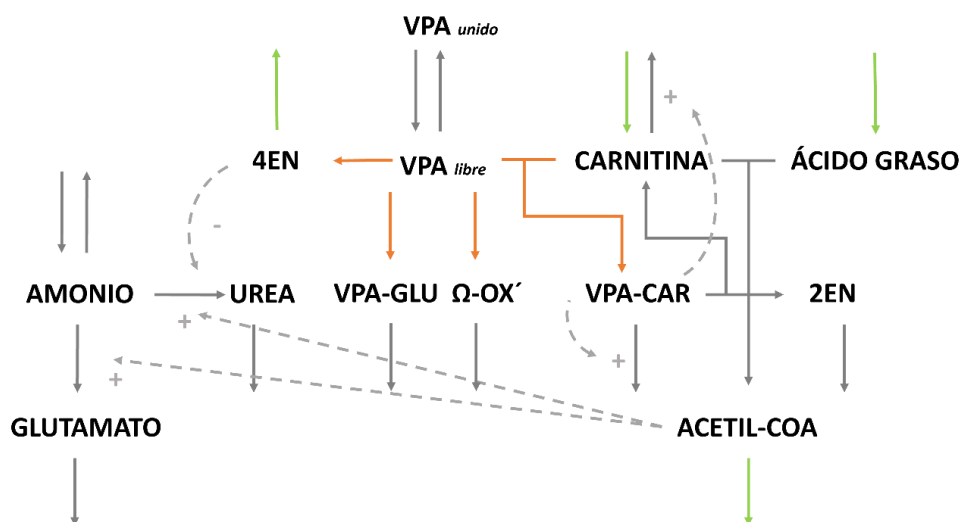 VPA unido
+
4EN VPA libre CARNITINA ÁCIDO GRASO
-
AMONIO UREA VPA-GLU Ω-OX´ VPA-CAR 2EN
+
+
+
GLUTAMATO ACETIL-COA